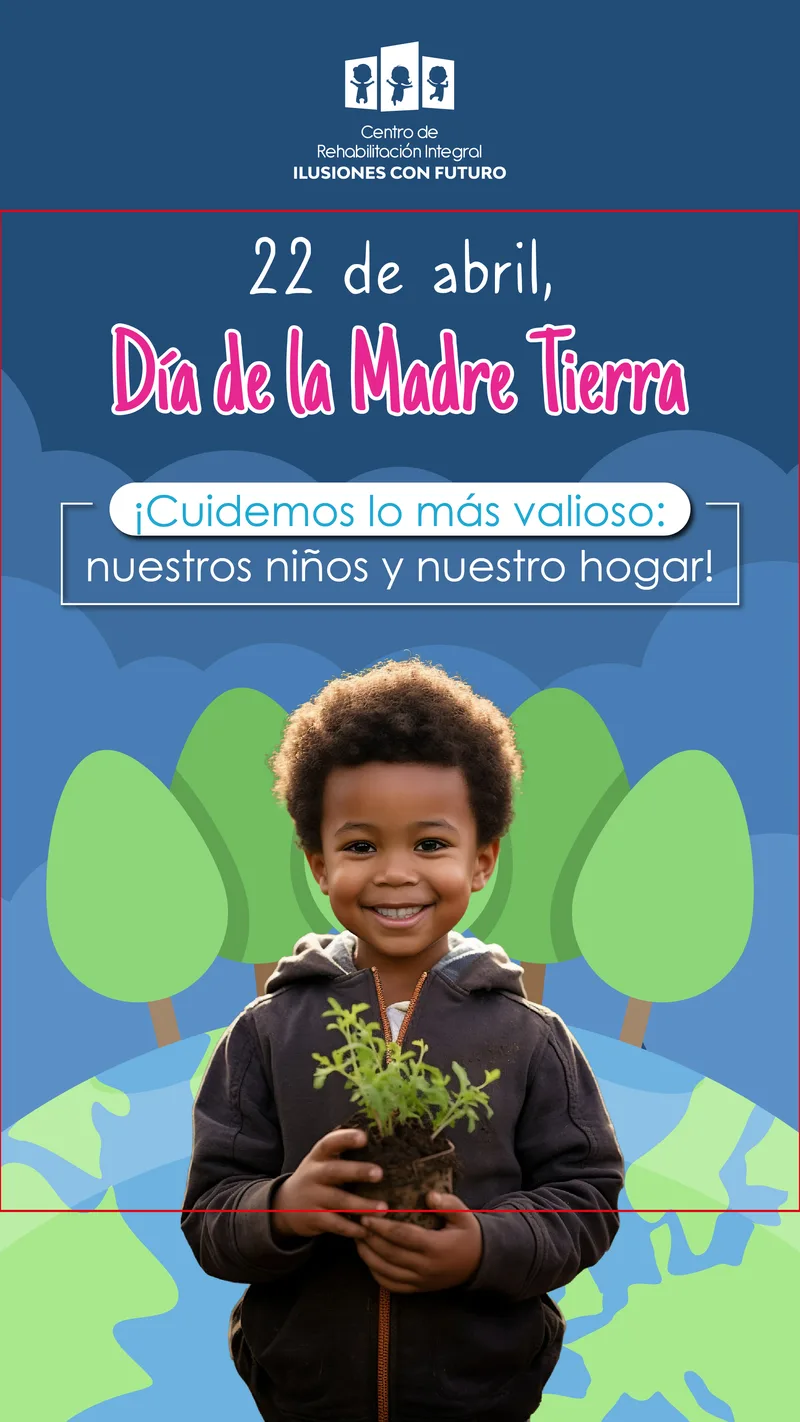 Centro de
Rehabilitación Integral
ILUSIONES CON FUTURO
22 de abril,
Día de la Madre Tierra
¡Cuidemos lo más valioso:
nuestros niños y nuestro hogar!